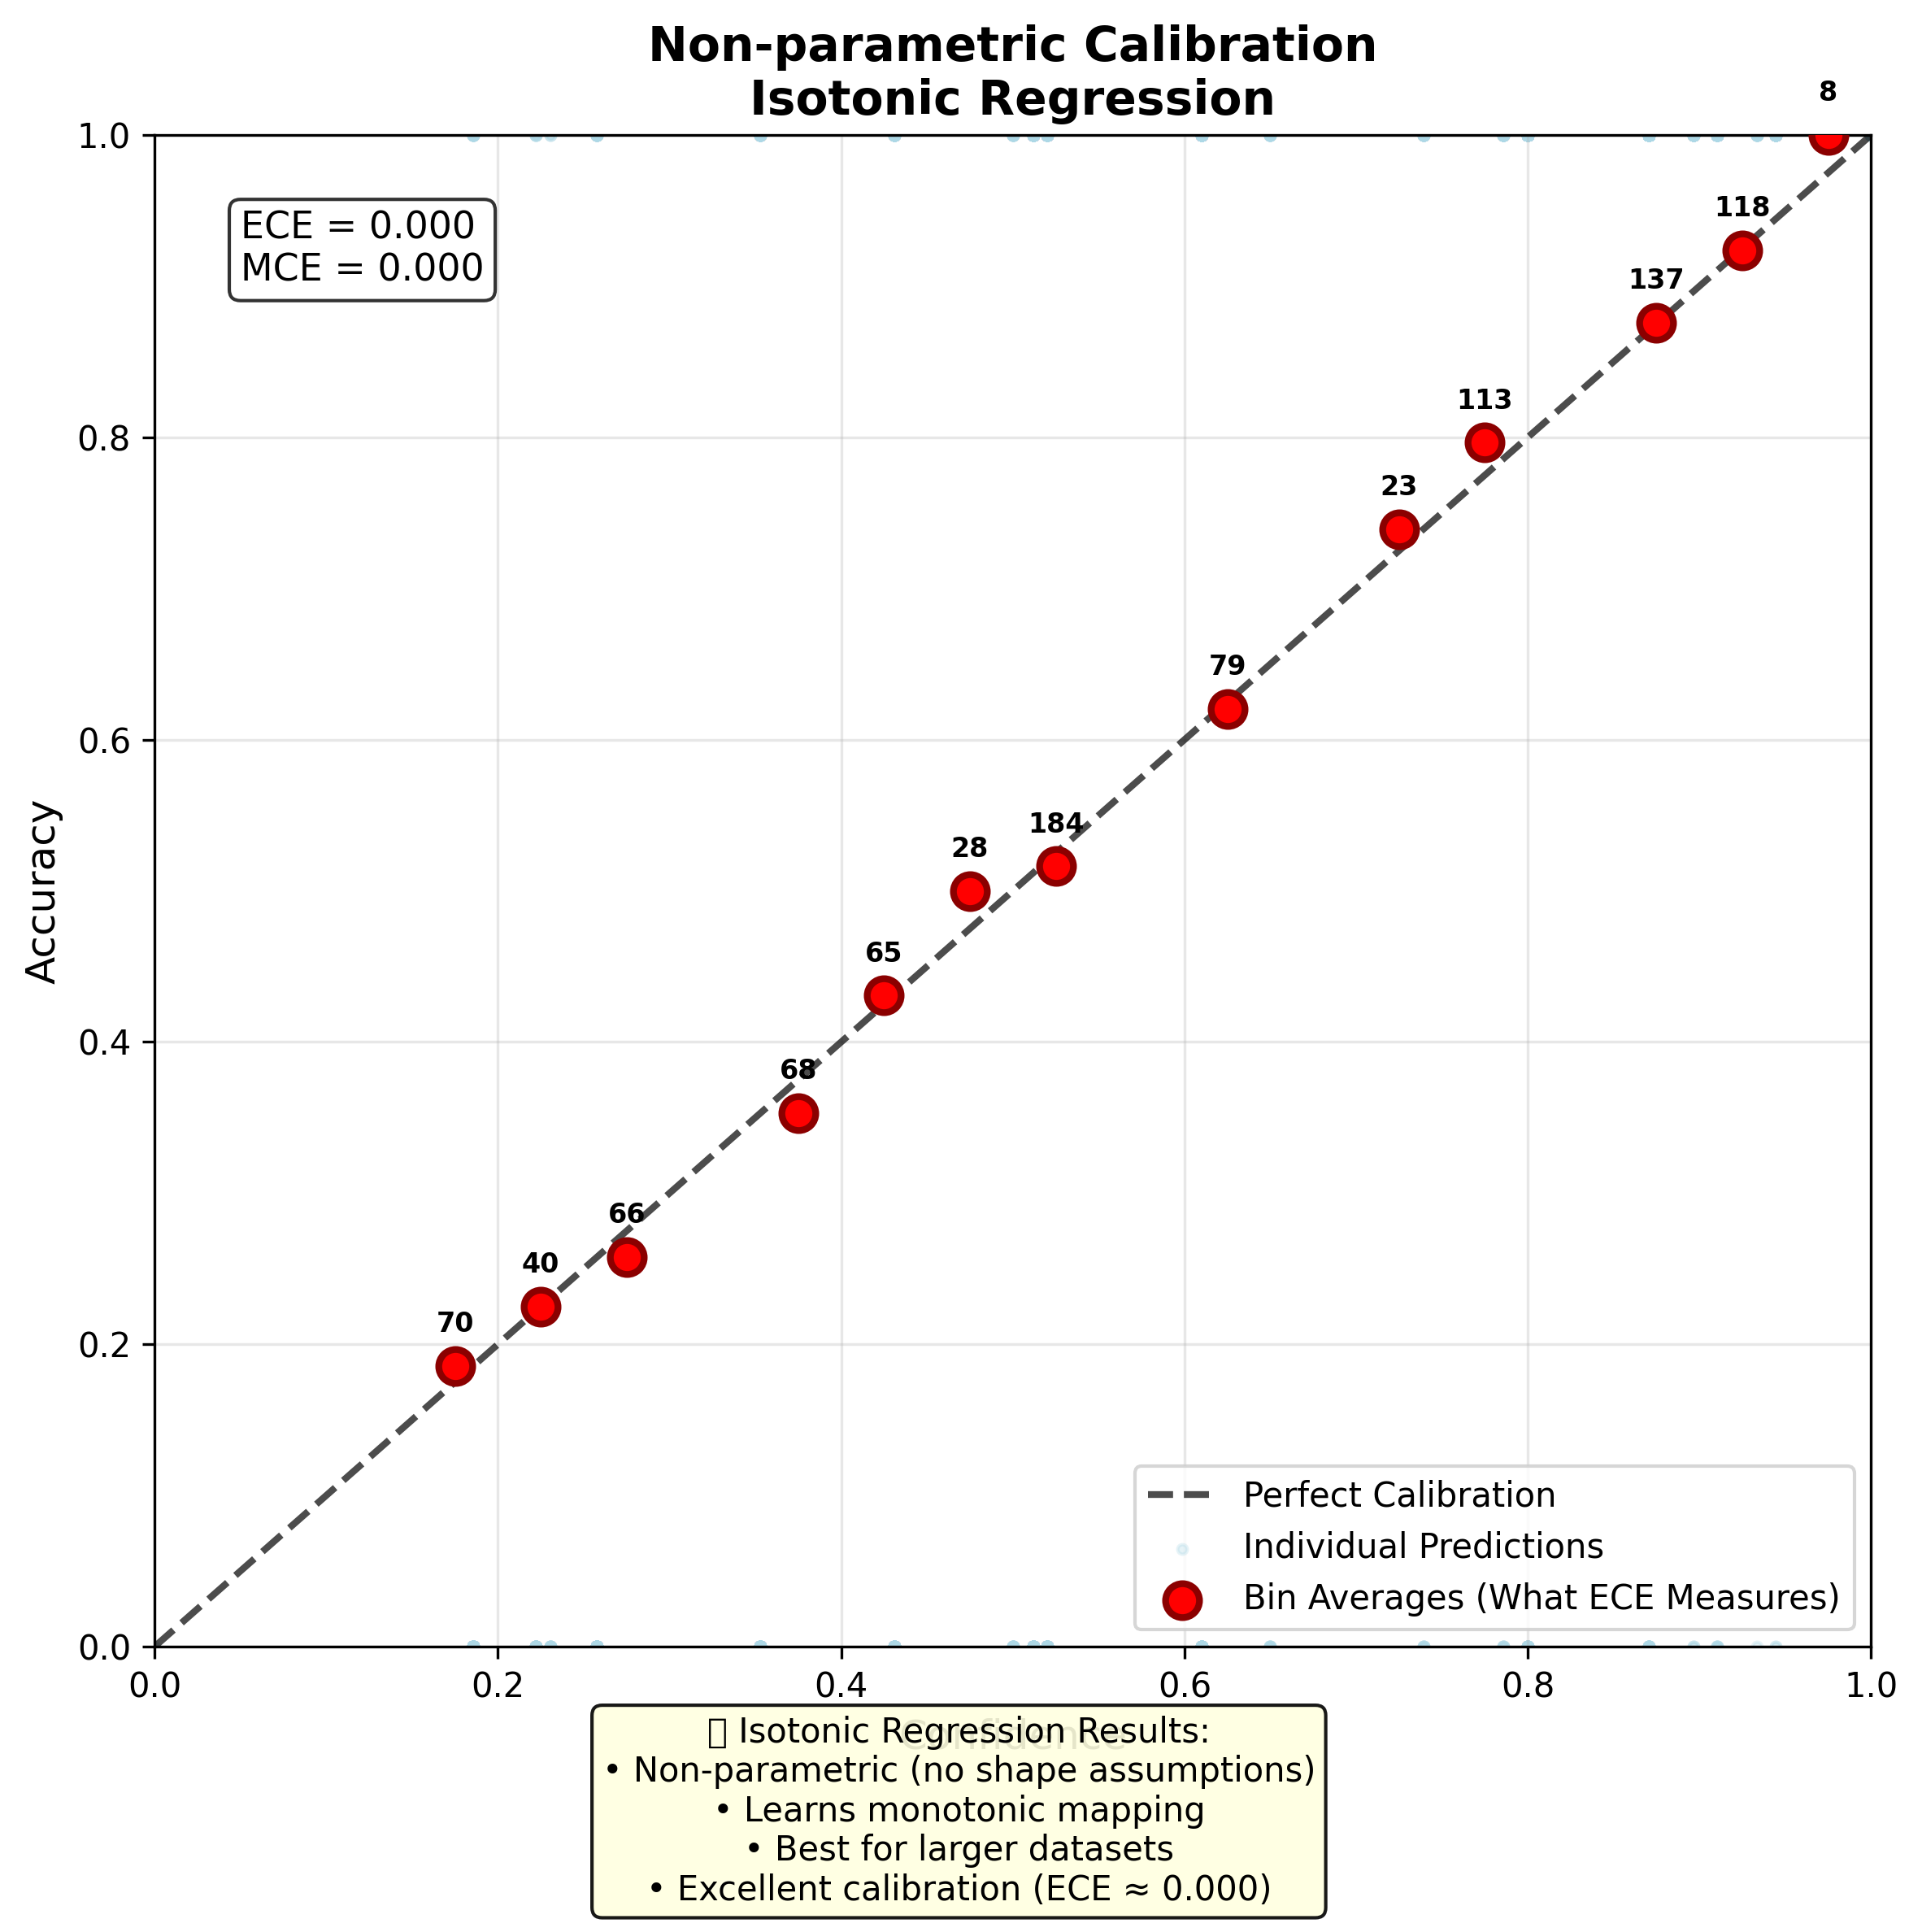 Non-parametric Calibration
Isotonic Regression
8
1.0
ECE = 0.000
MCE = 0.000
118
137
113
0.8
23
79
0.6
184
28
Accuracy
65
0.4
68
66
40
70
0.2
Perfect Calibration
Individual Predictions
Bin Averages (What ECE Measures)
0.0
0.0 0.2 0.4 0.6 0.8 1.0
Confidence
Isotonic Regression Results:
• Non-parametric (no shape assumptions)
• Learns monotonic mapping
• Best for larger datasets
• Excellent calibration (ECE ≈ 0.000)